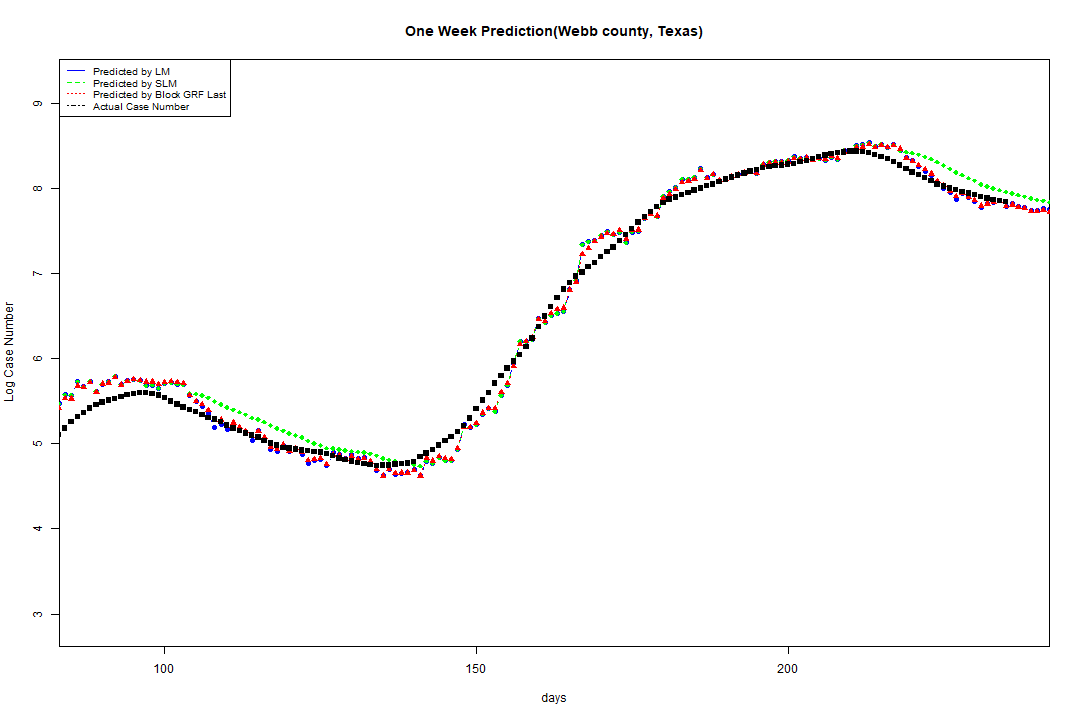 One Week Prediction(Webb county, Texas)
Predicted by LM
Predicted by SLM
Predicted by Block GRF Last
Actual Case Number
9
8
7
6
5
4
3
Log Case Number
100 150 200
days